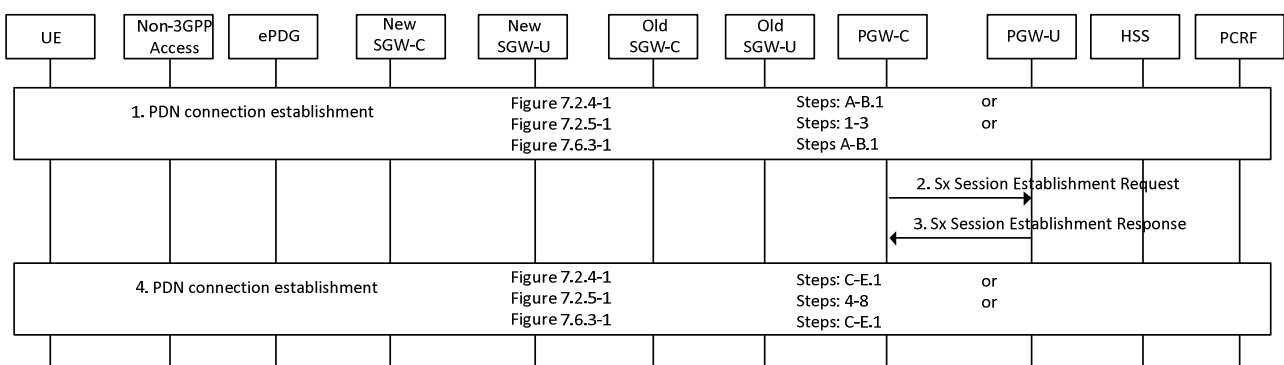 UE
Non-3GPP
Access
ePDG
New
SGW-C
New
SGW-U
Old
SGW-C
Old
SGW-U
PGW-C
PGW-U
HSS
PCRF
1. PDN connection establishment
Figure 7.2.4-1 Steps: A-B.1 or
Figure 7.2.5-1 Steps: 1-3 or
Figure 7.6.3-1 Steps A-B.1
2. Sx Session Establishment Request
3. Sx Session Establishment Response
4. PDN connection establishment
Figure 7.2.4-1 Steps: C-E.1 or
Figure 7.2.5-1 Steps: 4-8 or
Figure 7.6.3-1 Steps: C-E.1